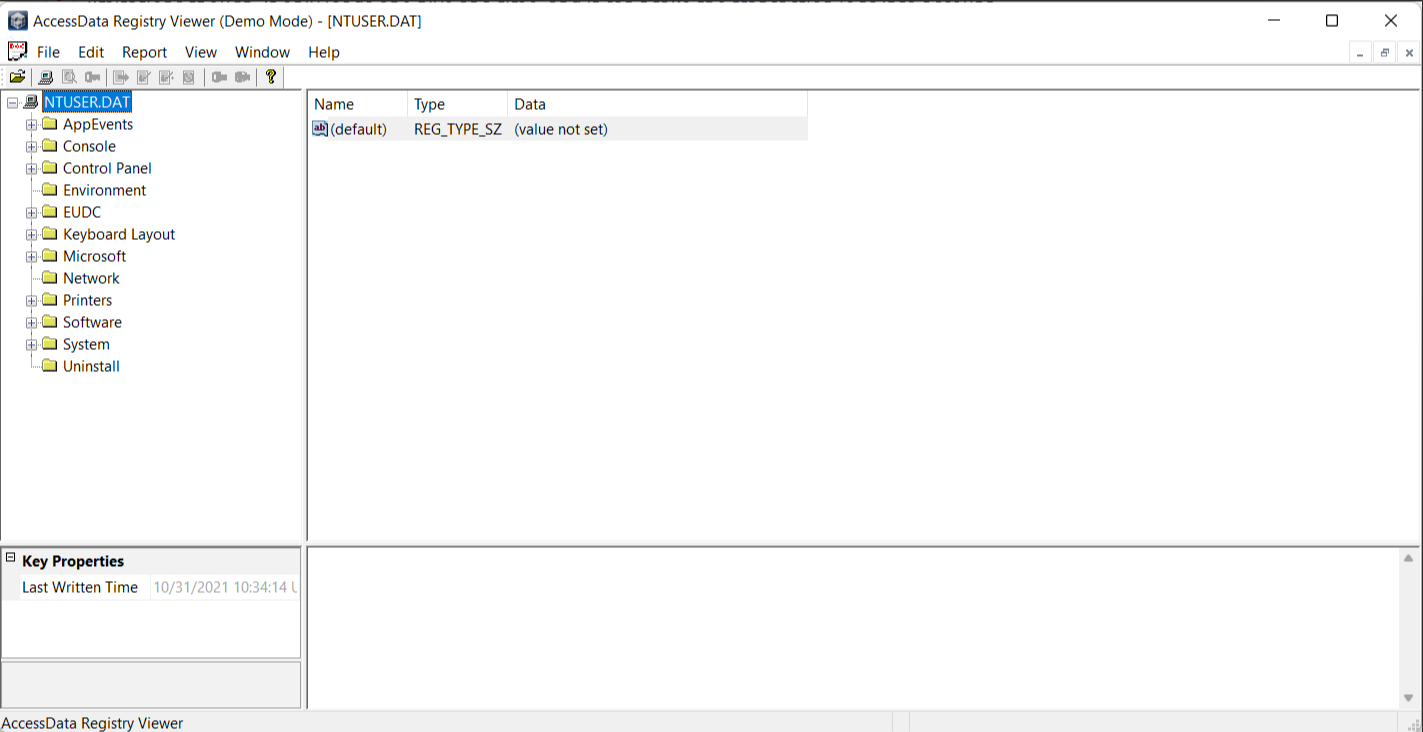 AccessData Registry Viewer (Demo Mode) - [NTUSER.DAT]
File Edit Report View Window Help
NTUSER.DAT
AppEvents
Console
Control Panel
Environment
EUDC
Keyboard Layout
Microsoft
Network
Printers
Software
System
Uninstall
Name Type Data
(default) REG_TYPE_SZ (value not set)
Key Properties
Last Written Time 10/31/2021 10:34:14 U
AccessData Registry Viewer